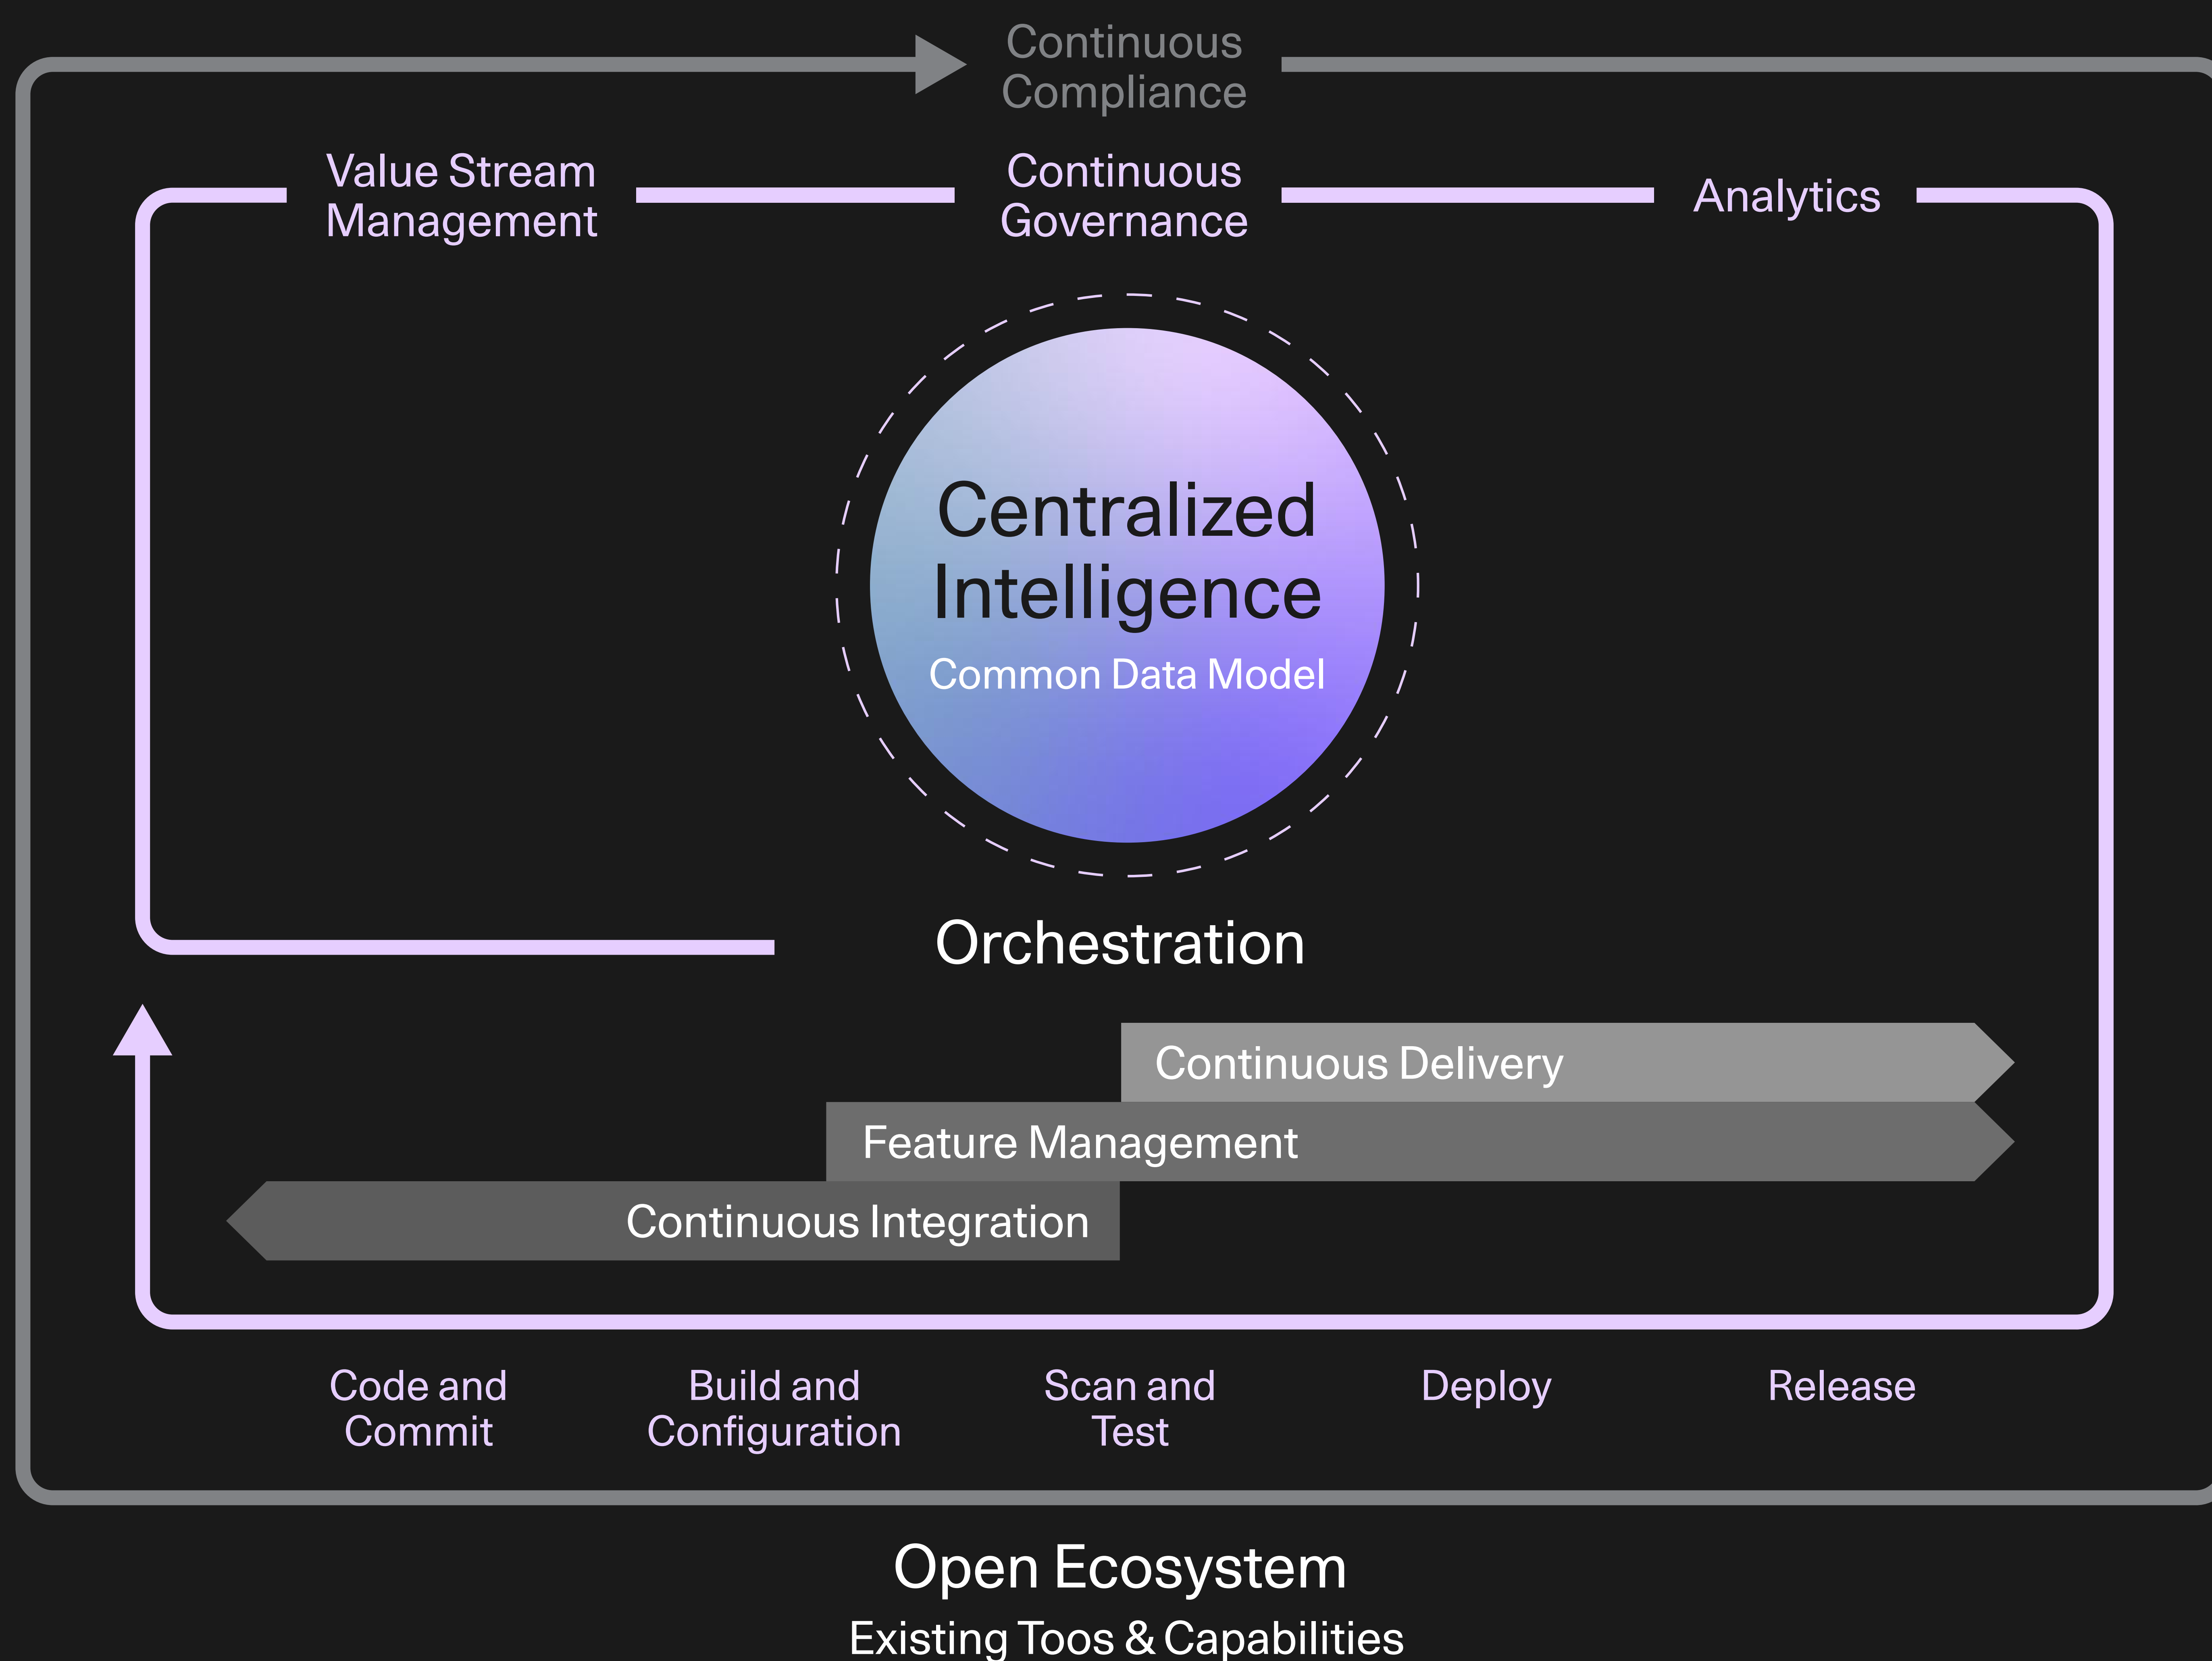 Continuous
Compliance
Value Stream
Management
Continuous
Governance
Analytics
Centralized
Intelligence
Common Data Model
Orchestration
Continuous Delivery
Feature Management
Continuous Integration
Code and
Commit
Build and
Configuration
Scan and
Test
Deploy
Release
Open Ecosystem
Existing Toos & Capabilities